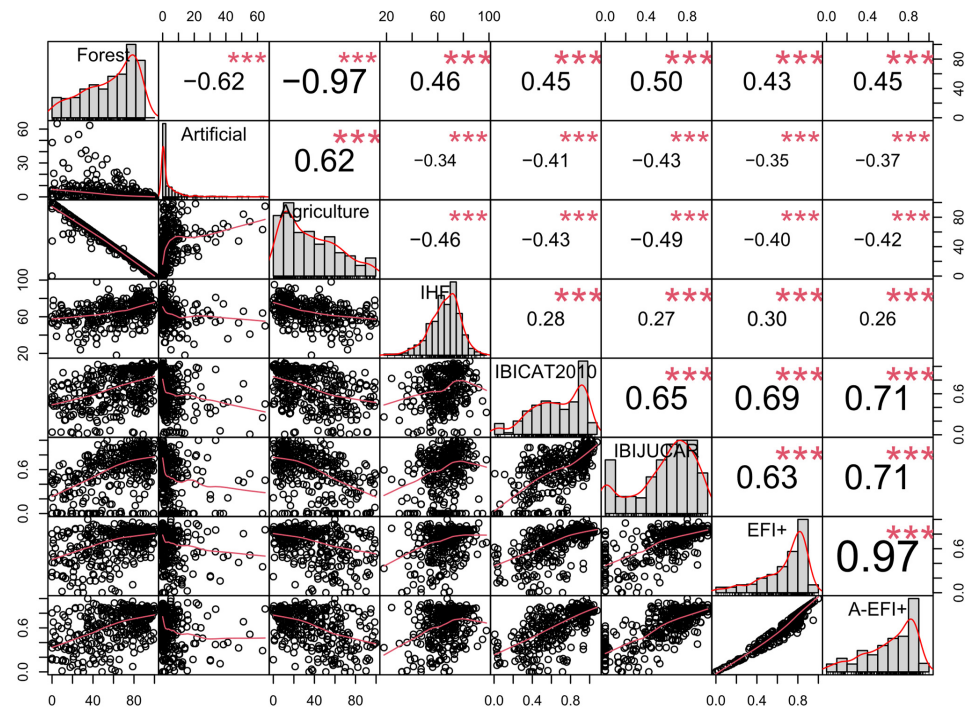 0 20 40 60 20 60 100 0.0 0.4 0.8 0.0 0.4 0.8
Forest *** −0.62 *** −0.97 *** 0.46 *** 0.45 *** 0.50 *** 0.43 *** 0.45 0 40 80
0 30 60 Artificial *** 0.62 *** −0.34 *** −0.41 *** −0.43 *** −0.35 *** −0.37
Agriculture *** −0.46 *** −0.43 *** −0.49 *** −0.40 *** −0.42 0 40 80
20 60 100 IHF *** 0.28 *** 0.27 *** 0.30 *** 0.26
IBICAT2010 *** 0.65 *** 0.69 *** 0.71 0.0 0.6
0.0 0.6 IBIJUCAR *** 0.63 *** 0.71
EFI+ *** 0.97 0.0 0.6
0.0 0.6 A-EFI+
0 40 80 0 40 80 0.0 0.4 0.8 0.0 0.4 0.8